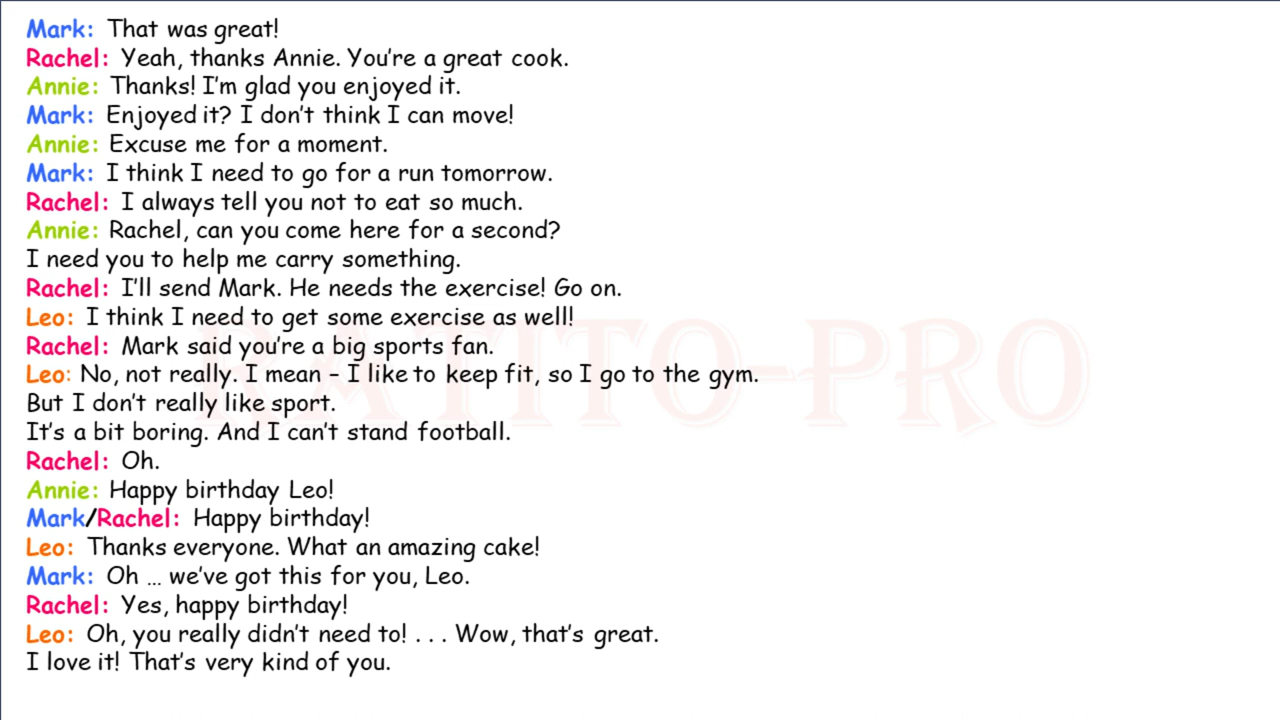 Mark: That was great!
Rachel: Yeah, thanks Annie. You're a great cook.
Annie: Thanks! I'm glad you enjoyed it.
Mark: Enjoyed it? I don't think I can move!
Annie: Excuse me for a moment.
Mark: I think I need to go for a run tomorrow.
Rachel: I always tell you not to eat so much.
Annie: Rachel, can you come here for a second?
I need you to help me carry something.
Rachel: I'll send Mark. He needs the exercise! Go on.
Leo: I think I need to get some exercise as well!
Rachel: Mark said you're a big sports fan.
Leo: No, not really. I mean – I like to keep fit, so I go to the gym.
But I don't really like sport.
It's a bit boring. And I can't stand football.
Rachel: Oh.
Annie: Happy birthday Leo!
Mark/Rachel: Happy birthday!
Leo: Thanks everyone. What an amazing cake!
Mark: Oh … we've got this for you, Leo.
Rachel: Yes, happy birthday!
Leo: Oh, you really didn't need to! . . . Wow, that's great.
I love it! That's very kind of you.
RATITO-PRO